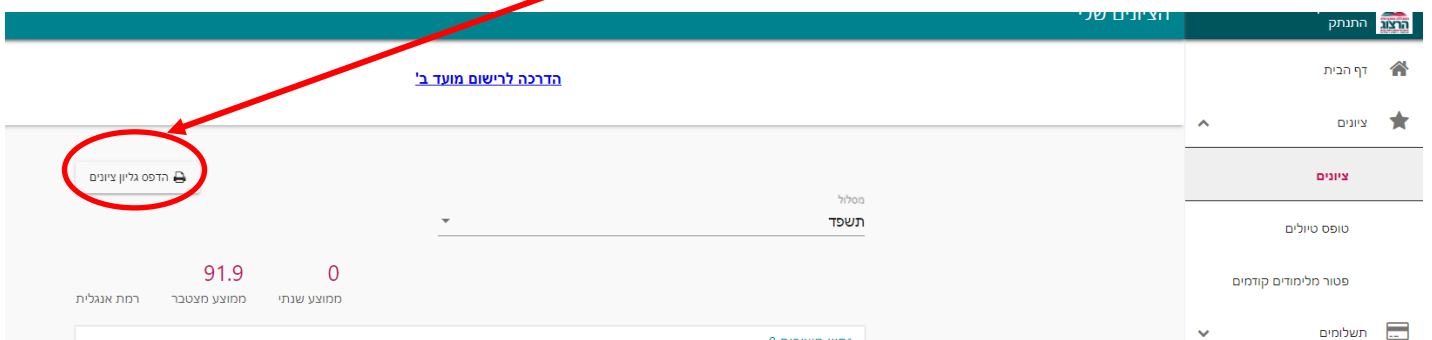 הציונים שלי
התנתק
הרצוג
דף הבית
ציונים
ציונים
טופס טיולים
פטור מלימודים קודמים
תשלומים
הדרכה לרישום מועד ב'
הדפס גליון ציונים
מסלול
תשפד
0
ממוצע שנתי
91.9
ממוצע מצטבר
רמת אנגלית